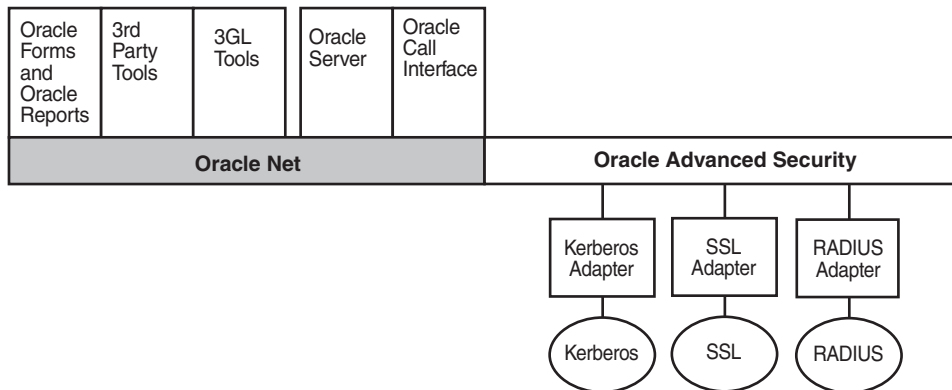 Oracle
Forms
and
Oracle
Reports
3rd
Party
Tools
3GL
Tools
Oracle
Server
Oracle
Call
Interface
Oracle Net
Oracle Advanced Security
Kerberos
Adapter
SSL
Adapter
RADIUS
Adapter
Kerberos
SSL
RADIUS